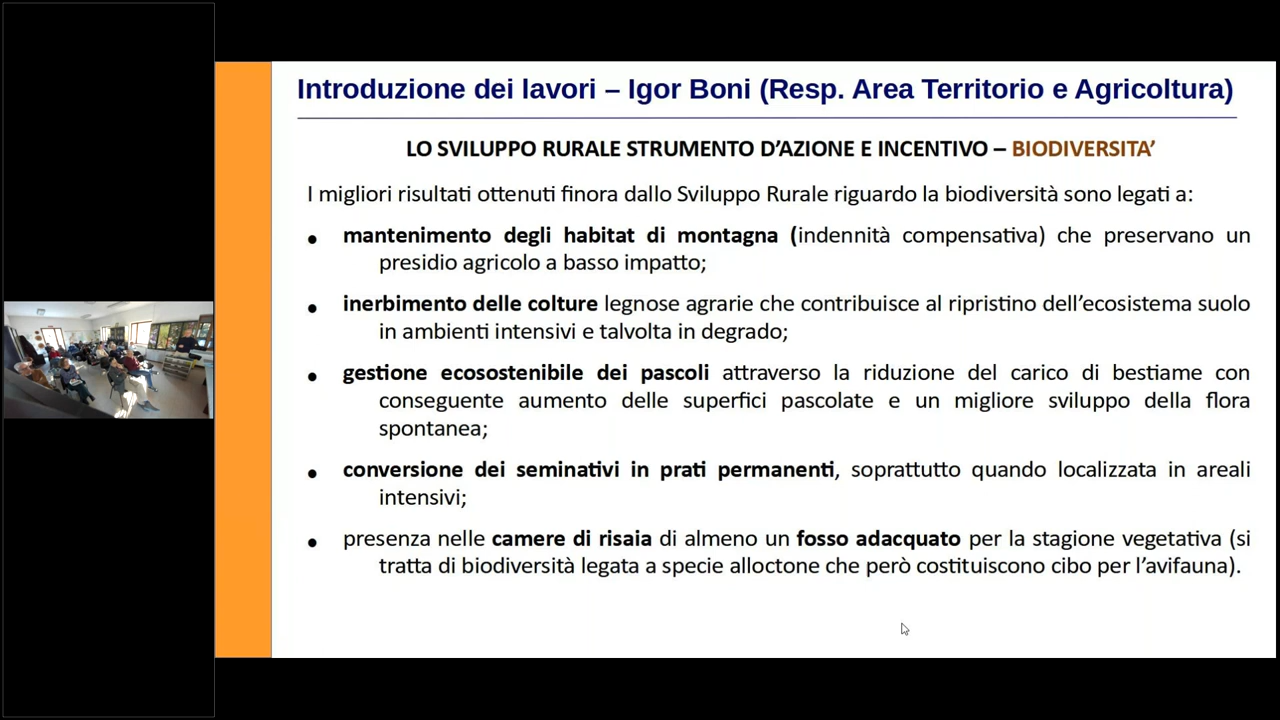 Introduzione dei lavori – Igor Boni (Resp. Area Territorio e Agricoltura)
LO SVILUPPO RURALE STRUMENTO D’AZIONE E INCENTIVO – BIODIVERSITA’
I migliori risultati ottenuti finora dallo Sviluppo Rurale riguardo la biodiversità sono legati a:
• mantenimento degli habitat di montagna (indennità compensativa) che preservano un
presidio agricolo a basso impatto;
• inerbimento delle colture legnose agrarie che contribuisce al ripristino dell’ecosistema suolo
in ambienti intensivi e talvolta in degrado;
• gestione ecosostenibile dei pascoli attraverso la riduzione del carico di bestiame con
conseguente aumento delle superfici pascolate e un migliore sviluppo della flora
spontanea;
• conversione dei seminativi in prati permanenti, soprattutto quando localizzata in areali
intensivi;
• presenza nelle camere di risaia di almeno un fosso adacquato per la stagione vegetativa (si
tratta di biodiversità legata a specie alloctone che però costituiscono cibo per l’avifauna).